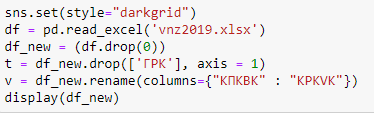 sns.set(style="darkgrid")
df = pd.read_excel('vnz2019.xlsx')
df_new = (df.drop(0))
t = df_new.drop(['ГРК'], axis = 1)
v = df_new.rename(columns={"КПКВК" : "KPKVK"})
display(df_new)